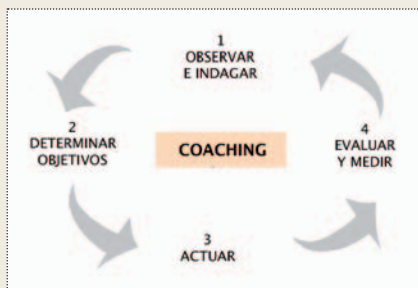 1
OBSERVAR
E INDAGAR
2
DETERMINAR
OBJETIVOS
COACHING
4
EVALUAR
Y MEDIR
3
ACTUAR